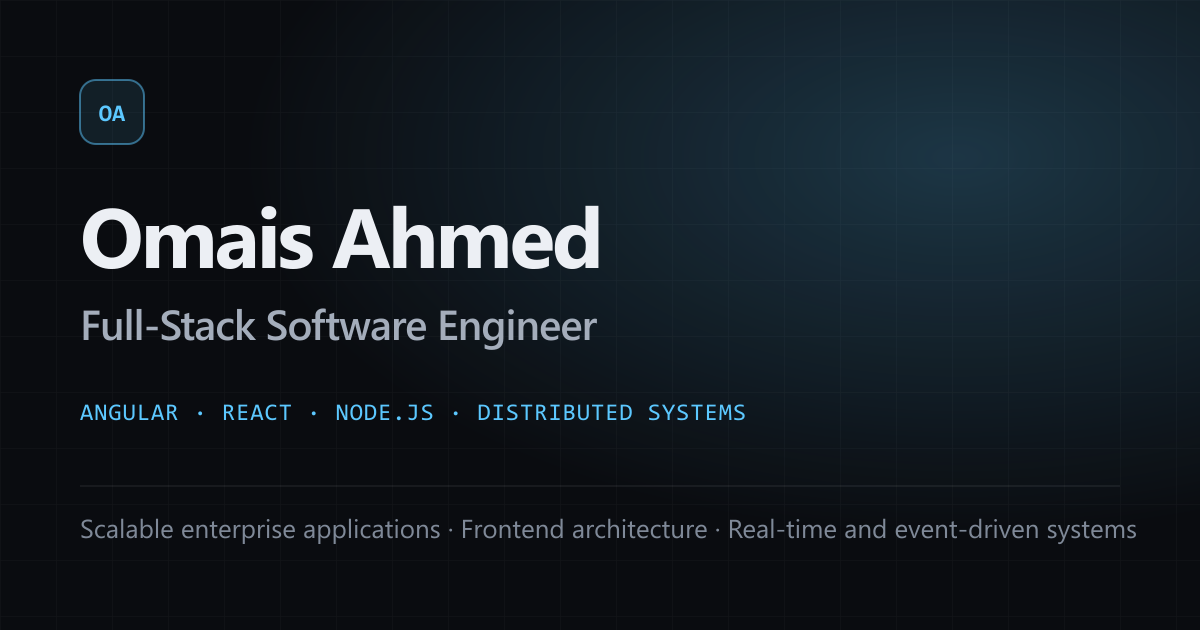 OA
Omais Ahmed
Full-Stack Software Engineer
ANGULAR · REACT · NODE.JS · DISTRIBUTED SYSTEMS
Scalable enterprise applications · Frontend architecture · Real-time and event-driven systems